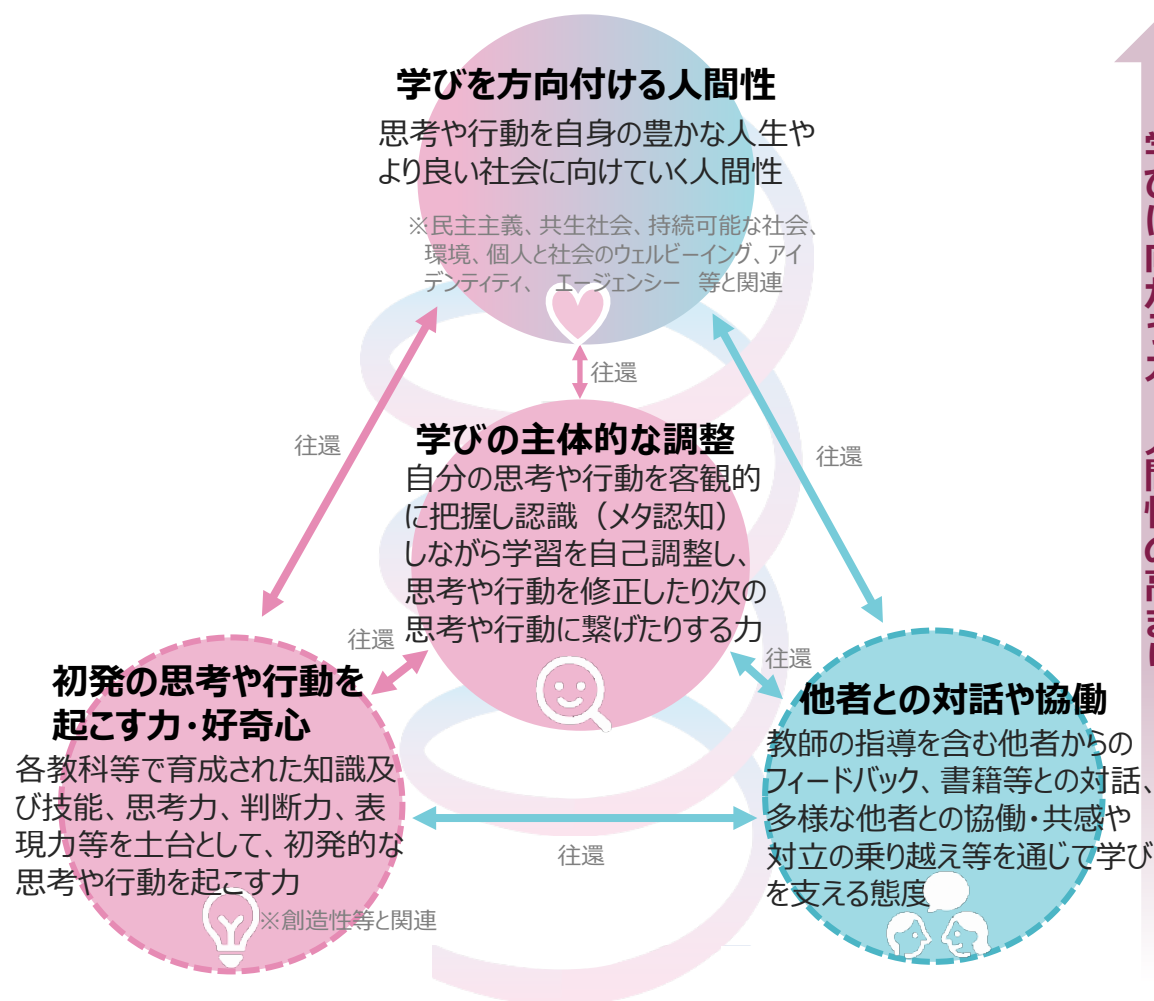 学びを方向付ける人間性
思考や行動を自身の豊かな人生や
より良い社会に向けていく人間性
※民主主義、共生社会、持続可能な社会、
環境、個人と社会のウェルビーイング、アイ
デンティティ、　エージェンシー　等と関連
往還
往還
往還
学びの主体的な調整
自分の思考や行動を客観的
に把握し認識（メタ認知）
しながら学習を自己調整し、
思考や行動を修正したり次の
思考や行動に繋げたりする力
往還
往還
初発の思考や行動を
起こす力・好奇心
各教科等で育成された知識及
び技能、思考力、判断力、表
現力等を土台として、初発的な
思考や行動を起こす力
※創造性等と関連
往還
他者との対話や協働
教師の指導を含む他者からの
フィードバック、書籍等との対話、
多様な他者との協働・共感や
対立の乗り越え等を通じて学び
を支える態度